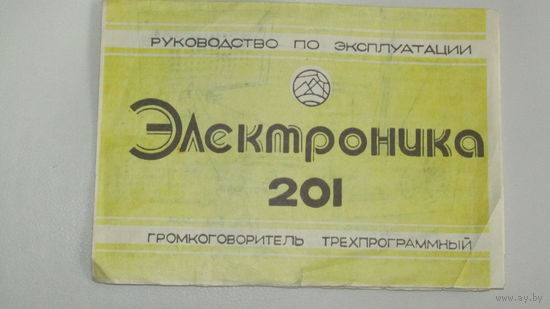 РУКОВОДСТВО ПО ЭКСПЛУАТАЦИИ
Электроника
201
ГРОМКОГОВОРИТЕЛЬ ТРЕХПРОГРАММНЫЙ
www.ay.by